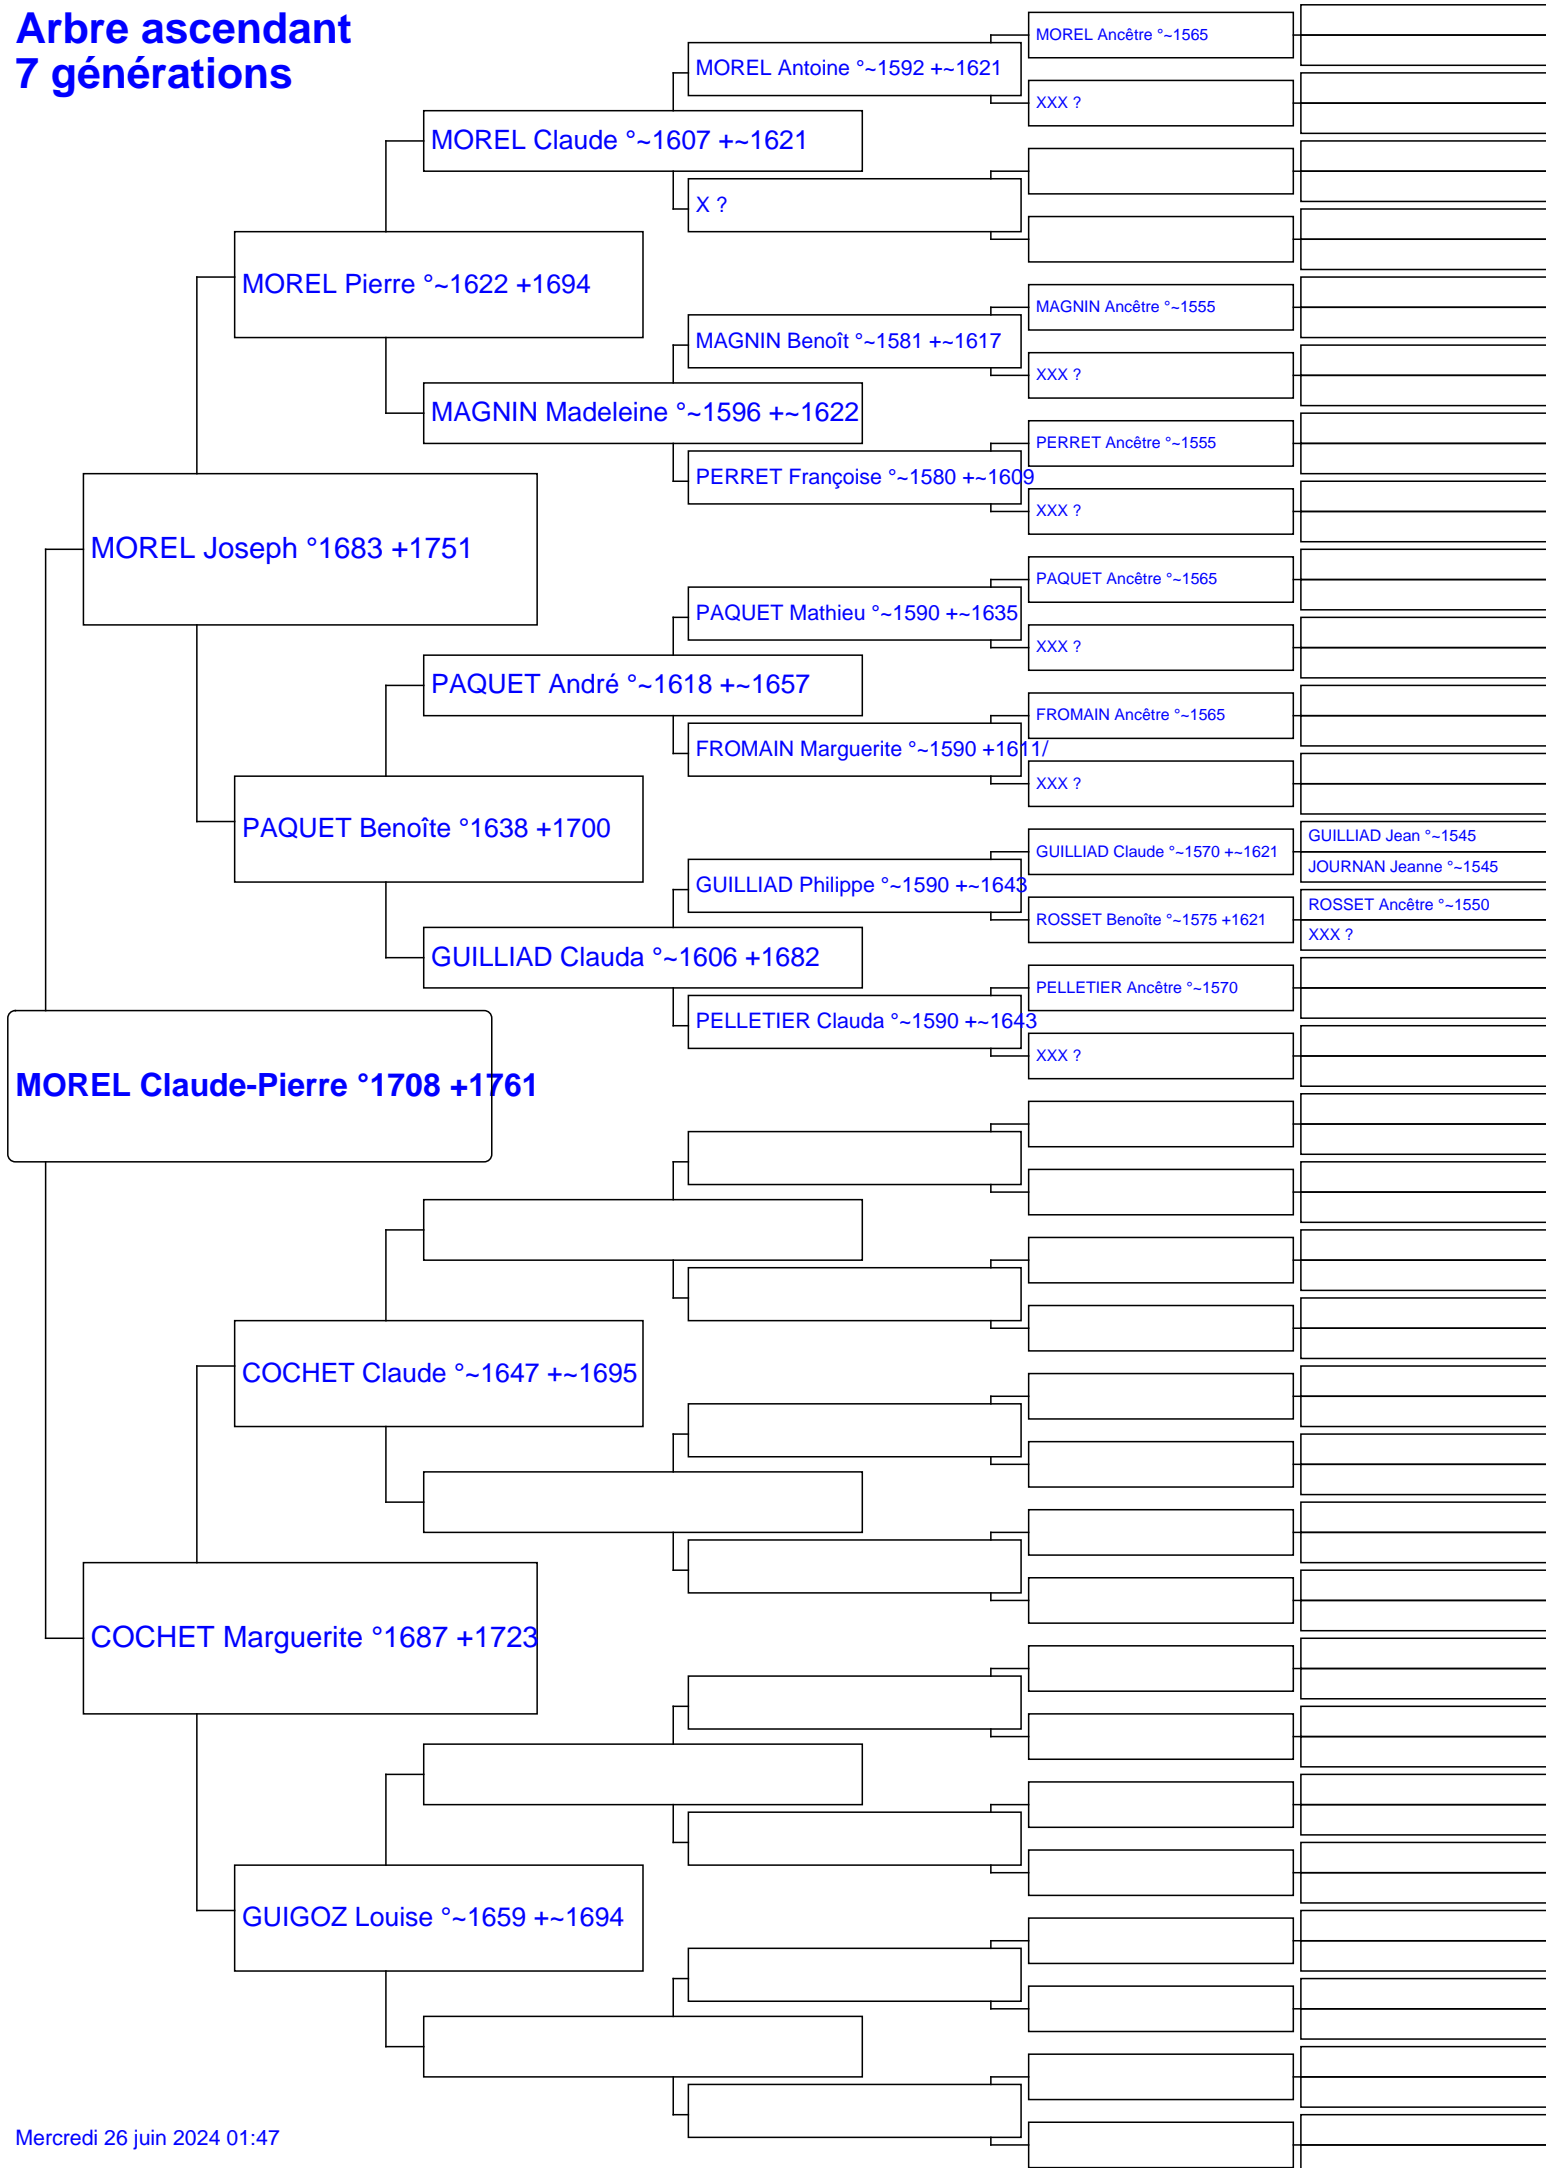 Arbre ascendant
7 générations
MOREL Ancêtre °~1565
MOREL Antoine °~1592 +~1621
XXX ?
MOREL Claude °~1607 +~1621
X ?
MOREL Pierre °~1622 +1694
MAGNIN Ancêtre °~1555
MAGNIN Benoît °~1581 +~1617
XXX ?
MAGNIN Madeleine °~1596 +~1622
PERRET Ancêtre °~1555
PERRET Françoise °~1580 +~1609
XXX ?
MOREL Joseph °1683 +1751
PAQUET Ancêtre °~1565
PAQUET Mathieu °~1590 +~1635
XXX ?
PAQUET André °~1618 +~1657
FROMAIN Ancêtre °~1565
FROMAIN Marguerite °~1590 +1611/
XXX ?
PAQUET Benoîte °1638 +1700
GUILLIAD Jean °~1545
GUILLIAD Claude °~1570 +~1621
JOURNAN Jeanne °~1545
GUILLIAD Philippe °~1590 +~1643
ROSSET Ancêtre °~1550
ROSSET Benoîte °~1575 +1621
XXX ?
GUILLIAD Clauda °~1606 +1682
PELLETIER Ancêtre °~1570
PELLETIER Clauda °~1590 +~1643
XXX ?
MOREL Claude-Pierre °1708 +1761
COCHET Claude °~1647 +~1695
COCHET Marguerite °1687 +1723
GUIGOZ Louise °~1659 +~1694
Mercredi 26 juin 2024 01:47